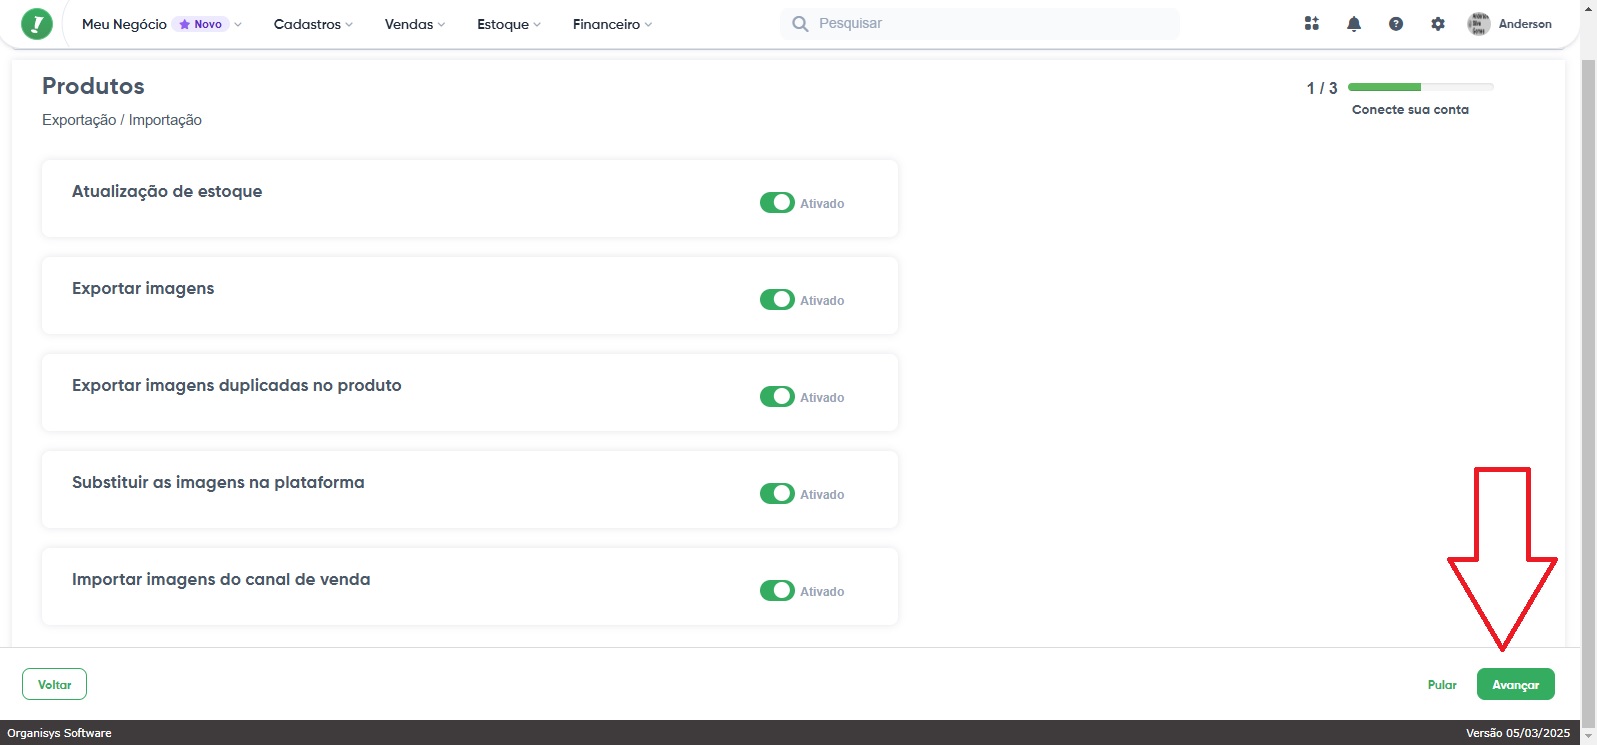 Meu Negócio Novo Cadastros Vendas Estoque Financeiro Pesquisar Anderson
Produtos
1 / 3
Conecte sua conta
Exportação / Importação
Atualização de estoque
Ativado
Exportar imagens
Ativado
Exportar imagens duplicadas no produto
Ativado
Substituir as imagens na plataforma
Ativado
Importar imagens do canal de venda
Ativado
Voltar Pular Avançar
Organisys Software Versão 05/03/2025